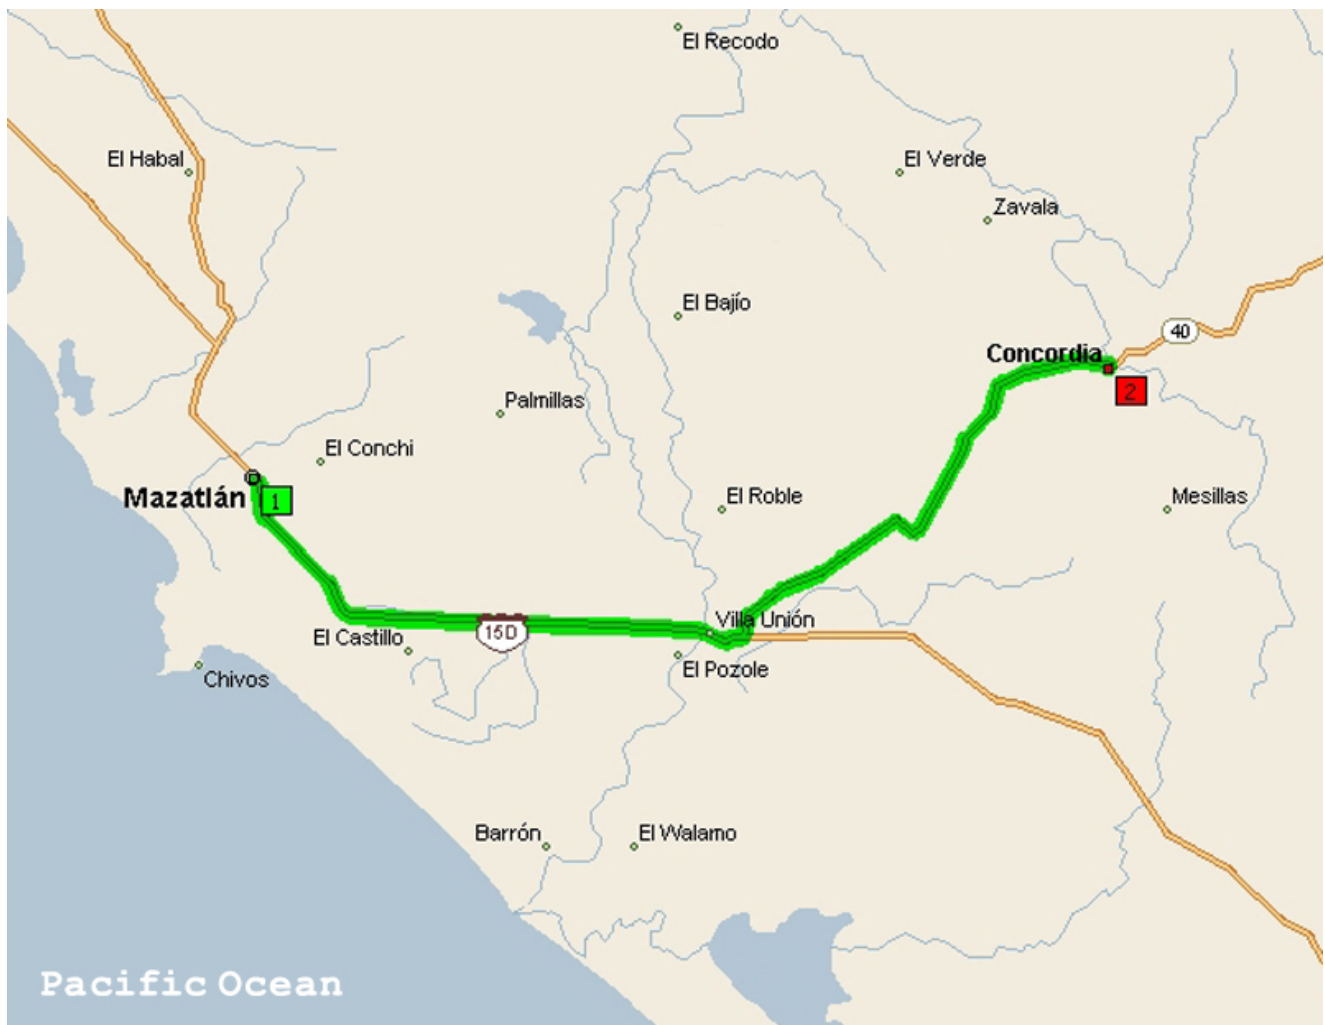 El Recodo
El Habal
El Verde
Zavala
El Bajío
40
Concordia
2
Palmillas
El Conchi
Mazatlán
1
El Roble
Mesillas
Villa Unión
15D
El Castillo
El Pozole
Chivos
Barrón
El Walamo
Pacific Ocean